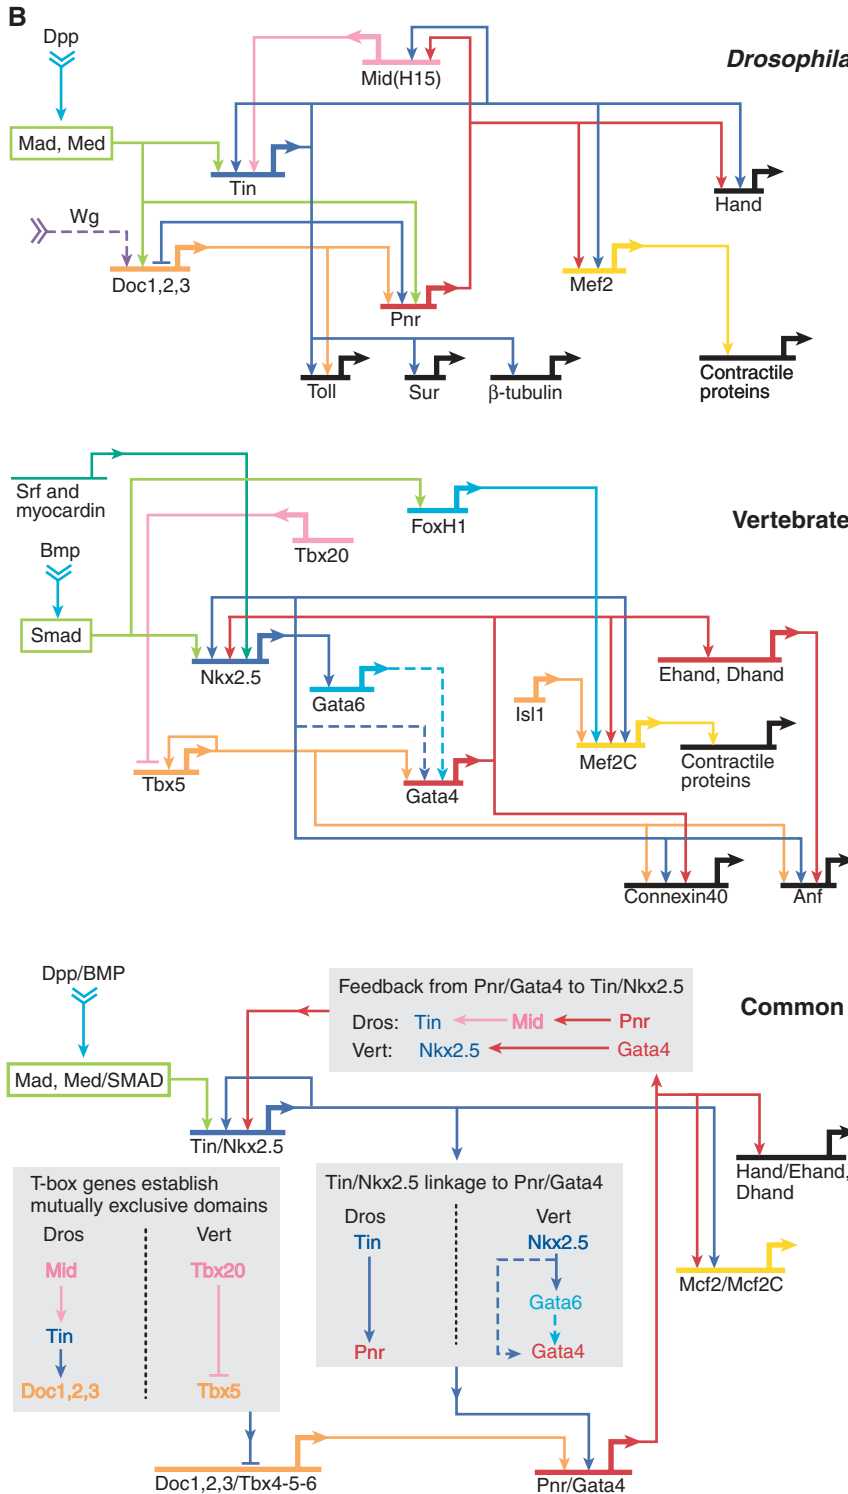 B
Dpp
Drosophila
Mid(H15)
Mad, Med
Tin
Hand
Wg
Doc1,2,3
Mef2
Pnr
Toll
Sur
β-tubulin
Contractile
proteins
Srf and
myocardin
FoxH1
Vertebrate
Tbx20
Bmp
Smad
Nkx2.5
Ehand, Dhand
Gata6
Isl1
Mef2C
Contractile
proteins
Tbx5
Gata4
Connexin40
Anf
Dpp/BMP
Feedback from Pnr/Gata4 to Tin/Nkx2.5
Common
Dros: Tin Mid Pnr
Vert: Nkx2.5 Gata4
Mad, Med/SMAD
Tin/Nkx2.5
Hand/Ehand,
Dhand
T-box genes establish
mutually exclusive domains
Dros Vert
Mid Tbx20
Tin
Doc1,2,3 Tbx5
Tin/Nkx2.5 linkage to Pnr/Gata4
Dros Vert
Tin Nkx2.5
Gata6
Pnr Gata4
Mcf2/Mcf2C
Doc1,2,3/Tbx4-5-6
Pnr/Gata4